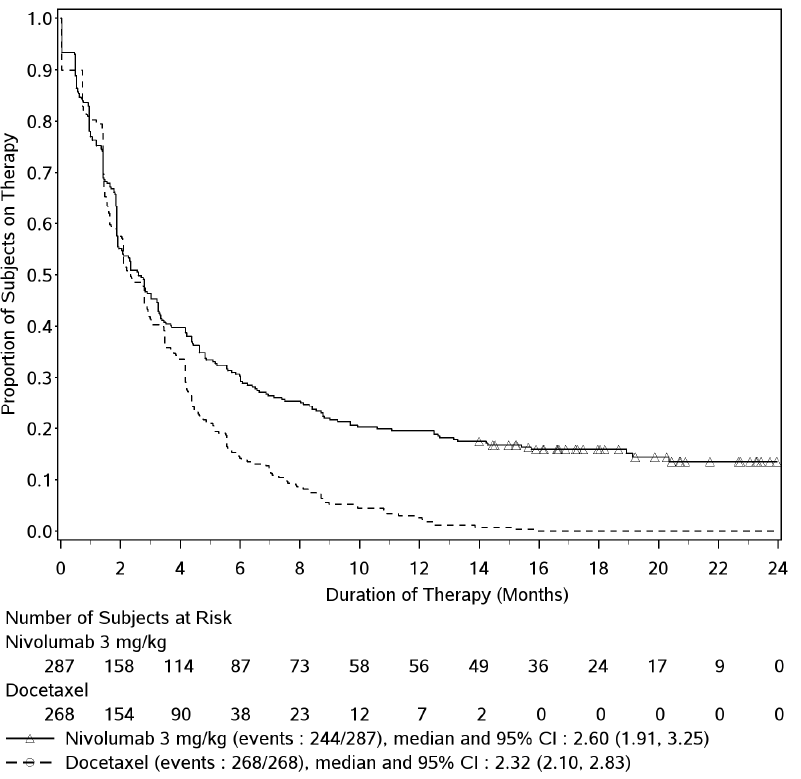 Proportion of Subjects on Therapy
1.0
0.9
0.8
0.7
0.6
0.5
0.4
0.3
0.2
0.1
0.0
0 2 4 6 8 10 12 14 16 18 20 22 24
Duration of Therapy (Months)
Number of Subjects at Risk
Nivolumab 3 mg/kg
287 158 114 87 73 58 56 49 36 24 17 9 0
Docetaxel
268 154 90 38 23 12 7 2 0 0 0 0 0
Nivolumab 3 mg/kg (events : 244/287), median and 95% CI : 2.60 (1.91, 3.25)
Docetaxel (events : 268/268), median and 95% CI : 2.32 (2.10, 2.83)